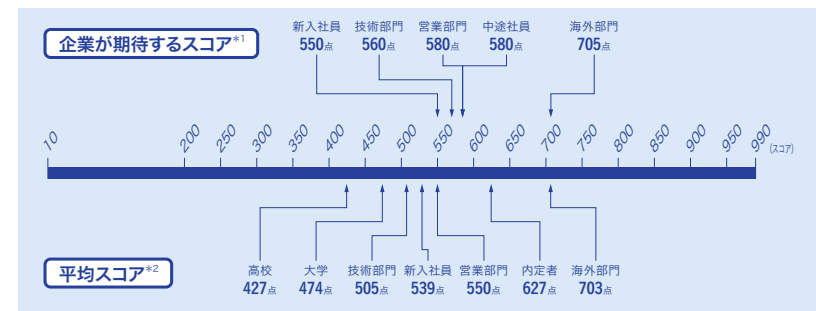 企業が期待するスコア*1
新入社員 技術部門 営業部門 中途社員 海外部門
550点 560点 580点 580点 705点
10 200 250 300 350 400 450 500 550 600 650 700 750 800 850 900 950 990 (スコア)
平均スコア*2
高校 大学 技術部門 新入社員 営業部門 内定者 海外部門
427点 474点 505点 539点 550点 627点 703点